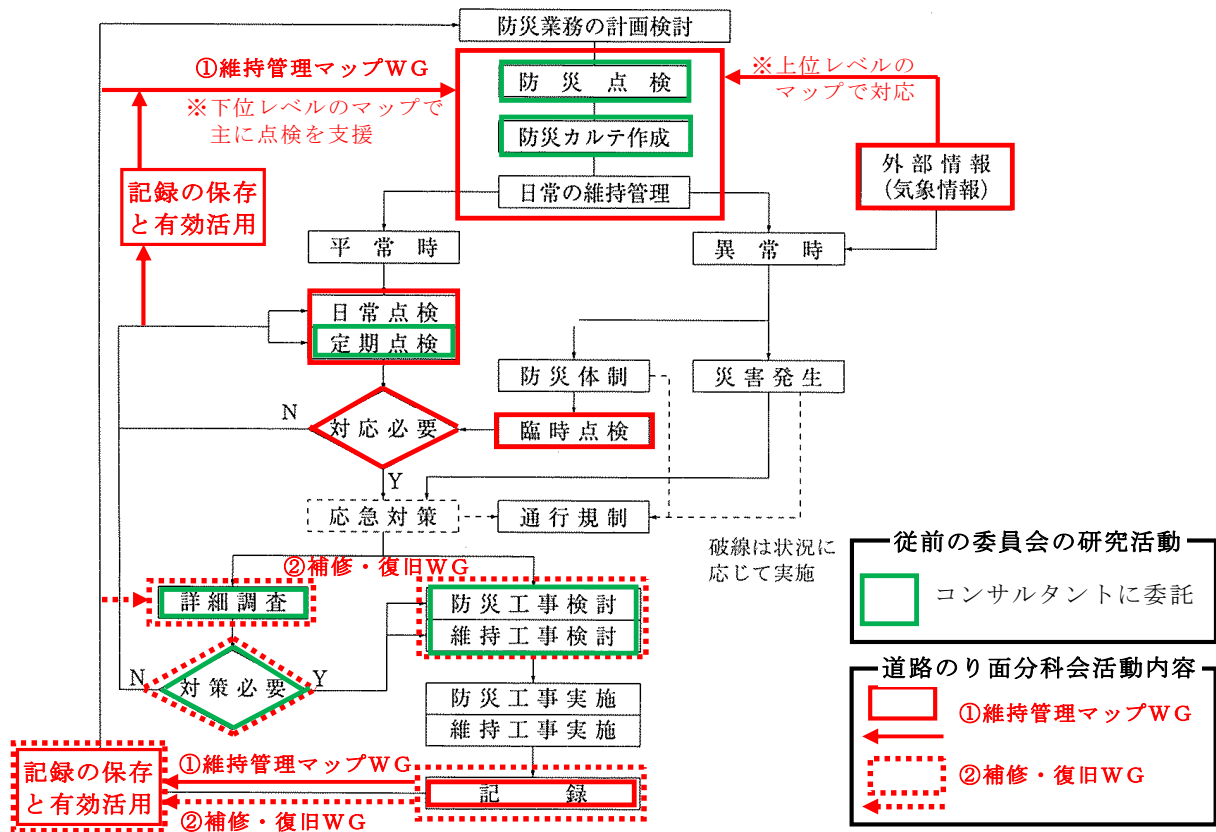 防災業務の計画検討
①維持管理マップWG
※下位レベルのマップで
主に点検を支援
防災点検
防災カルテ作成
日常の維持管理
※上位レベルの
マップで対応
外部情報
(気象情報)
記録の保存
と有効活用
平常時
異常時
日常点検
定期点検
防災体制
災害発生
N
対応必要
臨時点検
Y
応急対策
通行規制
破線は状況に
応じて実施
②補修・復旧WG
詳細調査
防災工事検討
維持工事検討
N
対策必要
Y
防災工事実施
維持工事実施
記録の保存
と有効活用
①維持管理マップWG
②補修・復旧WG
記録
従前の委員会の研究活動
コンサルタントに委託
道路のり面分科会活動内容
①維持管理マップWG
②補修・復旧WG